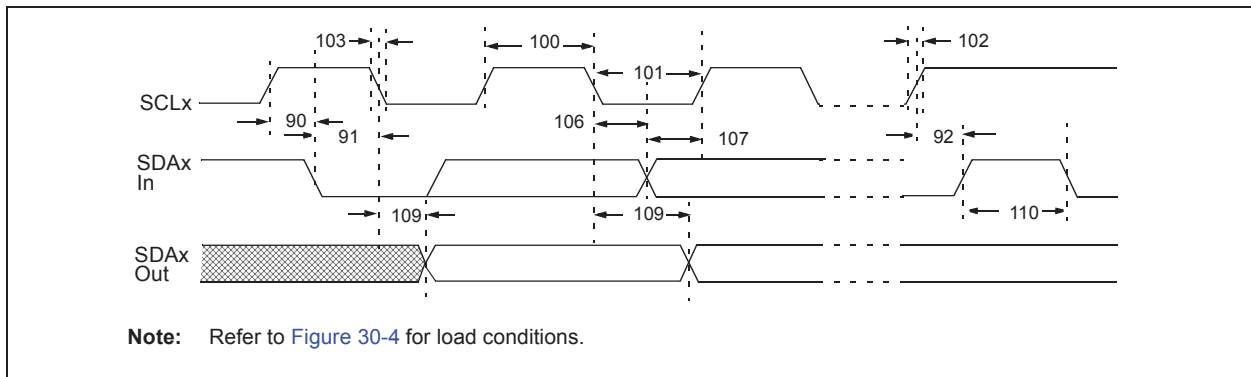 103
100
102
101
SCLx
90
106
91
107
92
SDAx
In
109
109
110
SDAx
Out
Note: Refer to Figure 30-4 for load conditions.